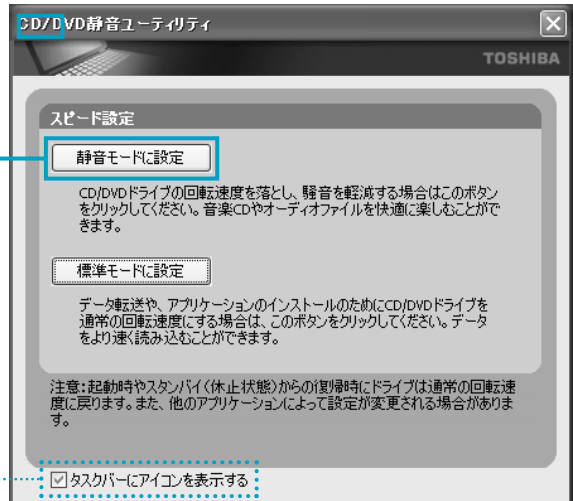 CD/DVD静音ユーティリティ
TOSHIBA
スピード設定
静音モードに設定
CD/DVDドライブの回転速度を落とし、騒音を軽減する場合はこのボタン
をクリックしてください。音楽CDやオーディオファイルを快適に楽しむことがで
きます。
標準モードに設定
データ転送や、アプリケーションのインストールのためにCD/DVDドライブを
通常の回転速度にする場合は、このボタンをクリックしてください。データ
をより速く読み込むことができます。
注意:起動時やスタンバイ(休止状態)からの復帰時にドライブは通常の回転速
度に戻ります。また、他のアプリケーションによって設定が変更される場合がありま
す。
タスクバーにアイコンを表示する